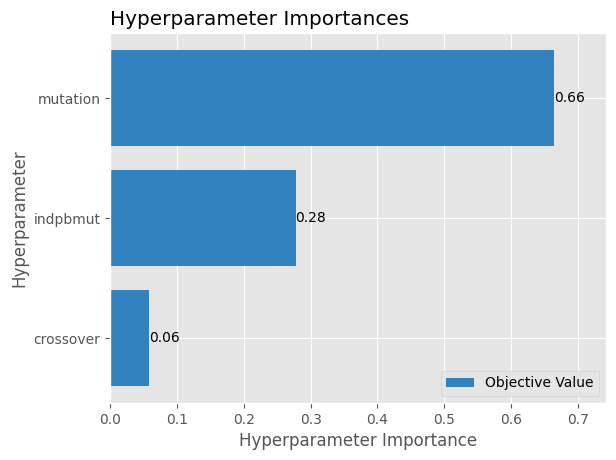 Hyperparameter Importances
Hyperparameter
mutation
0.66
indpbmut
0.28
crossover
0.06
Objective Value
0.0 0.1 0.2 0.3 0.4 0.5 0.6 0.7
Hyperparameter Importance